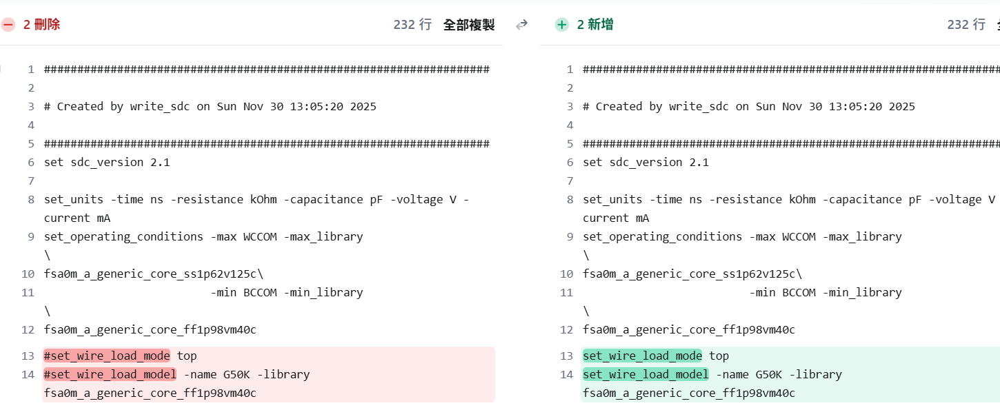 2 刪除 232 行 全部複製
1 ###################################################################
2
3 # Created by write_sdc on Sun Nov 30 13:05:20 2025
4
5 ###################################################################
6 set sdc_version 2.1
7
8 set_units -time ns -resistance kOhm -capacitance pF -voltage V -
current mA
9 set_operating_conditions -max WCCOM -max_library
\
10 fsa0m_a_generic_core_ss1p62v125c\
11 -min BCCOM -min_library
\
12 fsa0m_a_generic_core_ff1p98vm40c
13 #set_wire_load_mode top
14 #set_wire_load_model -name G50K -library
fsa0m_a_generic_core_ff1p98vm40c
2 新增 232 行
1 ###############################################################
2
3 # Created by write_sdc on Sun Nov 30 13:05:20 2025
4
5 ###############################################################
6 set sdc_version 2.1
7
8 set_units -time ns -resistance kOhm -capacitance pF -voltage V
current mA
9 set_operating_conditions -max WCCOM -max_library
\
10 fsa0m_a_generic_core_ss1p62v125c\
11 -min BCCOM -min_library
\
12 fsa0m_a_generic_core_ff1p98vm40c
13 set_wire_load_mode top
14 set_wire_load_model -name G50K -library
fsa0m_a_generic_core_ff1p98vm40c